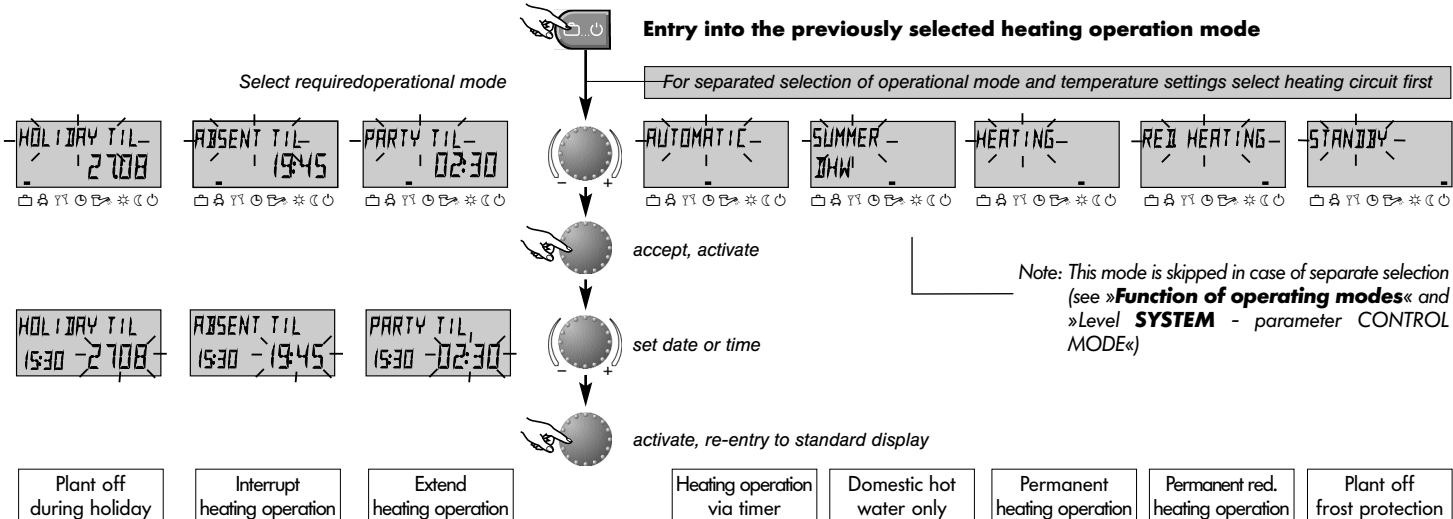 Entry into the previously selected heating operation mode
Select requiredoperational mode
For separated selection of operational mode and temperature settings select heating circuit first
HOLIDAY TIL
27.08
ABSENT TIL
19:45
PARTY TIL
02:30
- +
AUTOMATIC
SUMMER
DHW
HEATING
RED HEATING
STANDBY
accept, activate
Note: This mode is skipped in case of separate selection
(see »Function of operating modes« and
»Level SYSTEM - parameter CONTROL
MODE«)
HOLIDAY TIL
15:30 27.08
ABSENT TIL
15:30 19:45
PARTY TIL
15:30 02:30
- +
set date or time
activate, re-entry to standard display
Plant off
during holiday
Interrupt
heating operation
Extend
heating operation
Heating operation
via timer
Domestic hot
water only
Permanent
heating operation
Permanent red.
heating operation
Plant off
frost protection